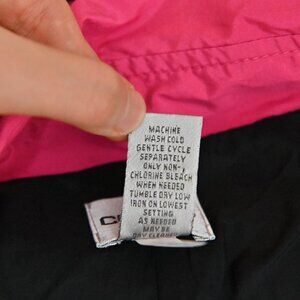 MACHINE
WASH COLD
GENTLE CYCLE
SEPARATELY
ONLY NON-
CHLORINE BLEACH
WHEN NEEDED
TUMBLE DRY LOW
IRON ON LOWEST
SETTING
AS NEEDED
MAY BE
DRY CLEANED